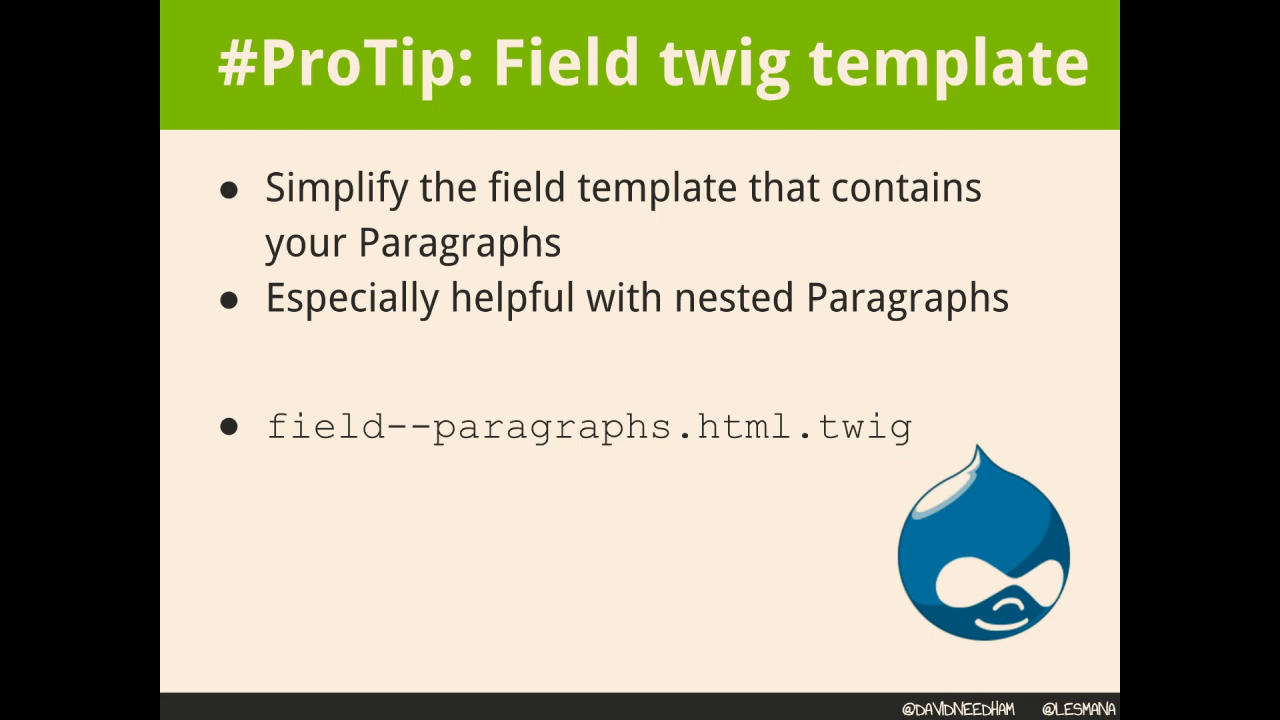 #ProTip: Field twig template
● Simplify the field template that contains
your Paragraphs
● Especially helpful with nested Paragraphs
● field--paragraphs.html.twig
@DAVIDNEEDHAM @LESMANA